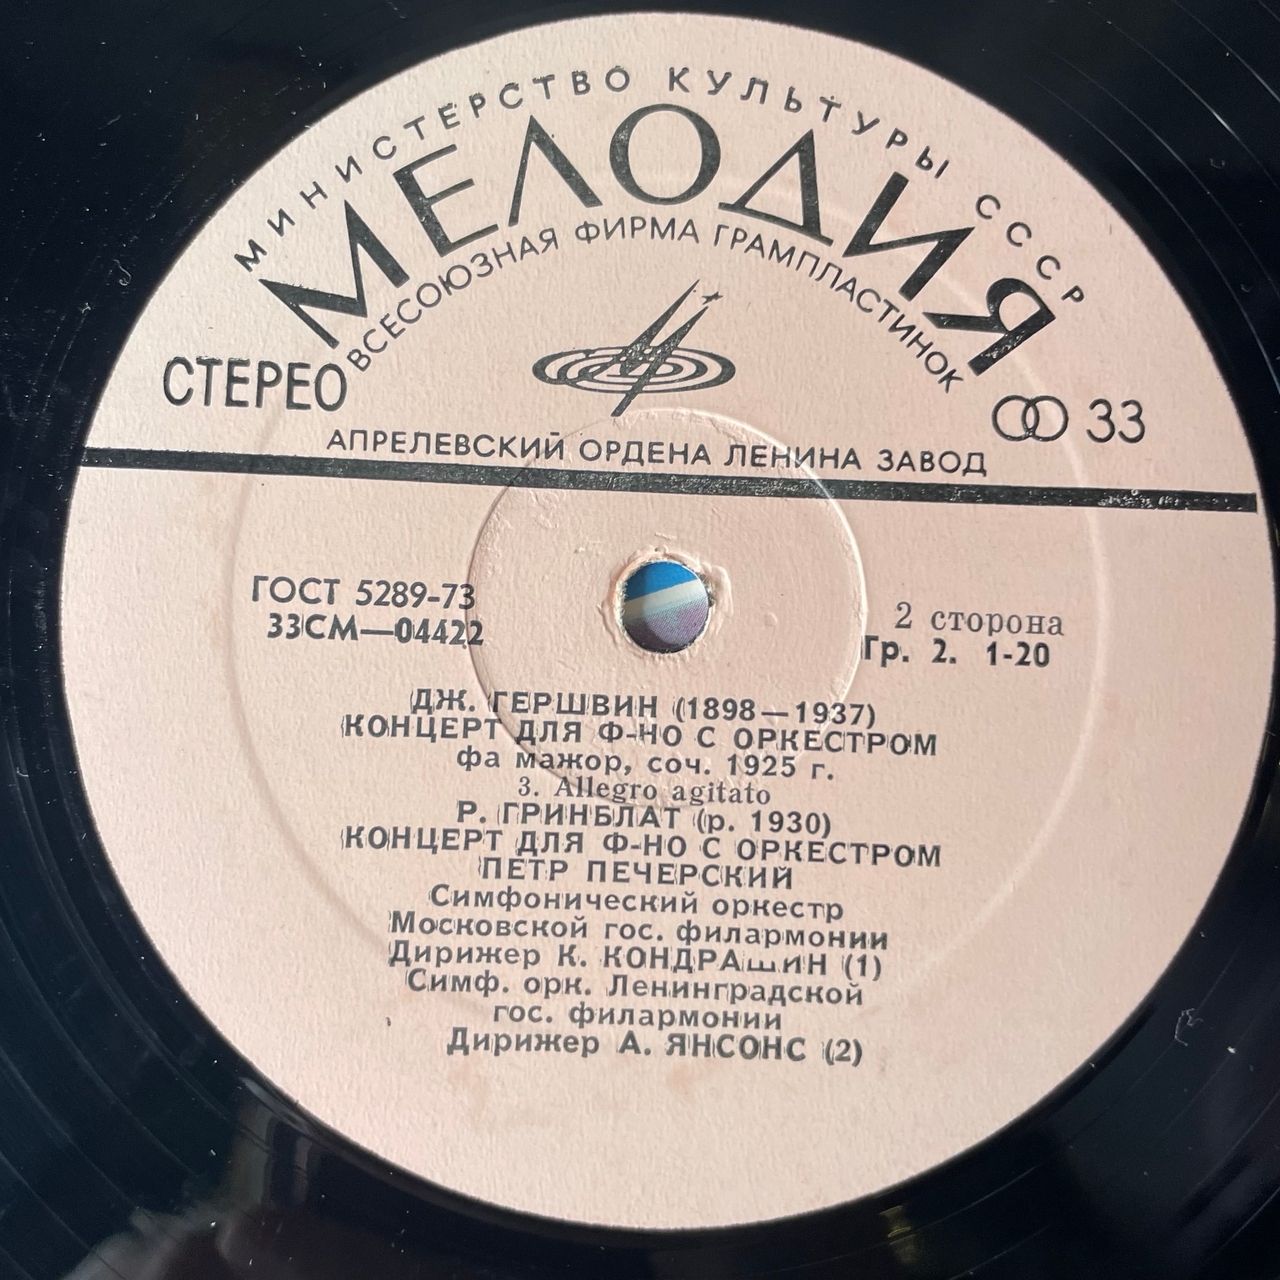 МИНИСТЕРСТВО КУЛЬТУРЫ СССР
МЕЛОДИЯ
ВСЕСОЮЗНАЯ ФИРМА ГРАМПЛАСТИНОК
СТЕРЕО
33
АПРЕЛЕВСКИЙ ОРДЕНА ЛЕНИНА ЗАВОД
ГОСТ 5289-73
33СМ—04422
2 сторона
Гр. 2. 1-20
ДЖ. ГЕРШВИН (1898—1937)
КОНЦЕРТ ДЛЯ Ф-НО С ОРКЕСТРОМ
фа мажор, соч. 1925 г.
3. Allegro agitato
Р. ГРИНБЛАТ (р. 1930)
КОНЦЕРТ ДЛЯ Ф-НО С ОРКЕСТРОМ
ПЕТР ПЕЧЕРСКИЙ
Симфонический оркестр
Московской гос. филармонии
Дирижер К. КОНДРАшИН (1)
Симф. орк. Ленинградской
гос. филармонии
Дирижер А. ЯНСОНС (2)